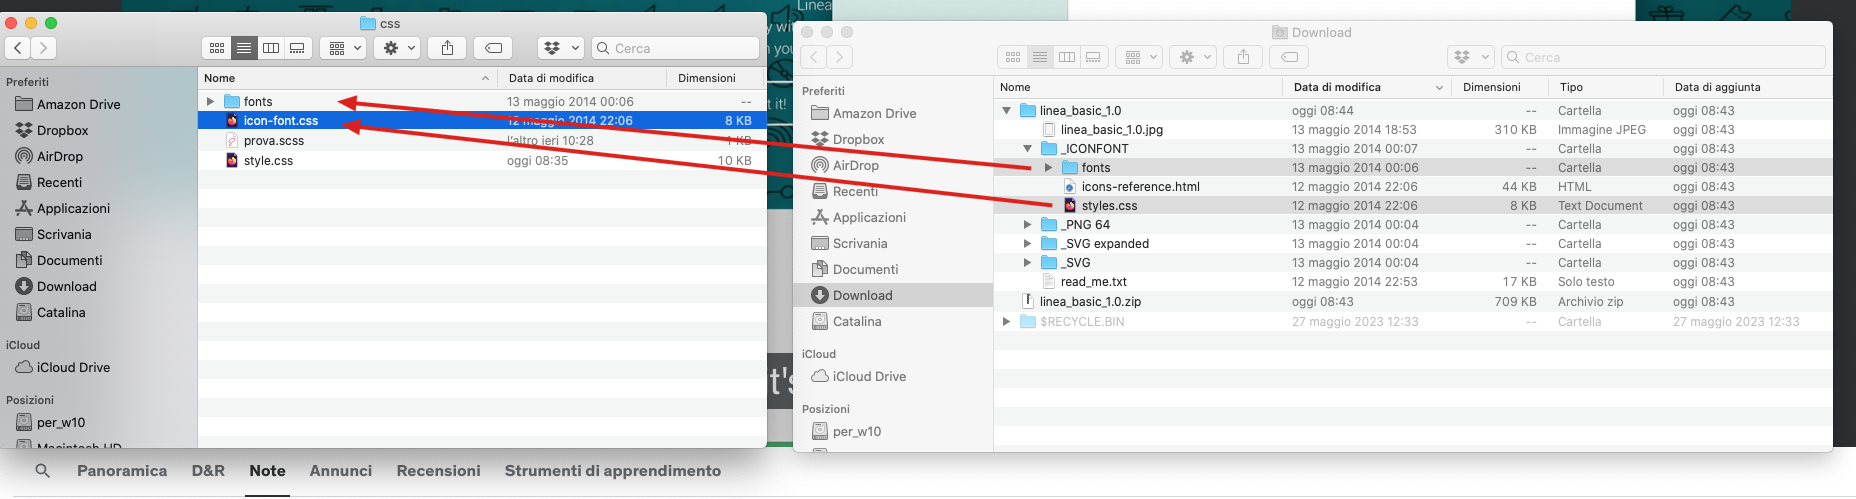 Linea
css
Cerca
Preferiti
Amazon Drive
Dropbox
AirDrop
Recenti
Applicazioni
Scrivania
Documenti
Download
Catalina
iCloud
iCloud Drive
Posizioni
per_w10
Nome Data di modifica Dimensioni
fonts 13 maggio 2014 00:06 --
icon-font.css 12 maggio 2014 22:06 8 KB
prova.scss l'altro ieri 10:28 1 KB
style.css oggi 08:35 10 KB
it!
it's
Download
Cerca
Preferiti
Amazon Drive
Dropbox
AirDrop
Recenti
Applicazioni
Scrivania
Documenti
Download
Catalina
iCloud
iCloud Drive
Posizioni
per_w10
Nome Data di modifica Dimensioni Tipo Data di aggiunta
linea_basic_1.0 oggi 08:44 -- Cartella oggi 08:43
linea_basic_1.0.jpg 13 maggio 2014 18:53 310 KB Immagine JPEG oggi 08:43
_ICONFONT 13 maggio 2014 00:07 -- Cartella oggi 08:43
fonts 13 maggio 2014 00:06 -- Cartella oggi 08:43
icons-reference.html 12 maggio 2014 22:06 44 KB HTML oggi 08:43
styles.css 12 maggio 2014 22:06 8 KB Text Document oggi 08:43
_PNG 64 13 maggio 2014 00:04 -- Cartella oggi 08:43
_SVG expanded 13 maggio 2014 00:04 -- Cartella oggi 08:43
_SVG 13 maggio 2014 00:04 -- Cartella oggi 08:43
read_me.txt 12 maggio 2014 22:53 17 KB Solo testo oggi 08:43
linea_basic_1.0.zip oggi 08:43 709 KB Archivio zip oggi 08:43
$RECYCLE.BIN 27 maggio 2023 12:33 -- Cartella 27 maggio 2023 12:33
Panoramica D&R Note Annunci Recensioni Strumenti di apprendimento